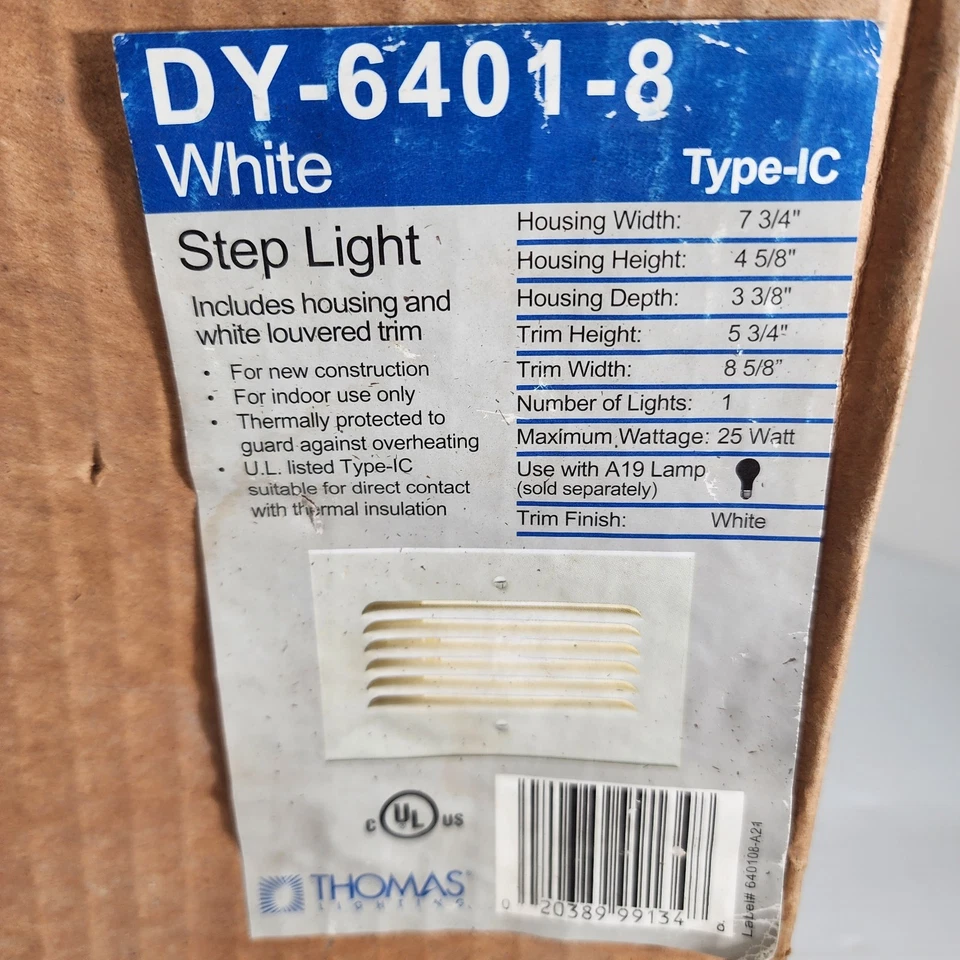 DY-6401-8
White
Type-IC
Step Light
Includes housing and
white louvered trim
• For new construction
• For indoor use only
• Thermally protected to
guard against overheating
• U.L. listed Type-IC
suitable for direct contact
with thermal insulation
Housing Width: 7 3/4"
Housing Height: 4 5/8"
Housing Depth: 3 3/8"
Trim Height: 5 3/4"
Trim Width: 8 5/8"
Number of Lights: 1
Maximum Wattage: 25 Watt
Use with A19 Lamp
(sold separately)
Trim Finish: White
C UL US
THOMAS
LIGHTING
0 20389 99134 8
Label# 640108-A21